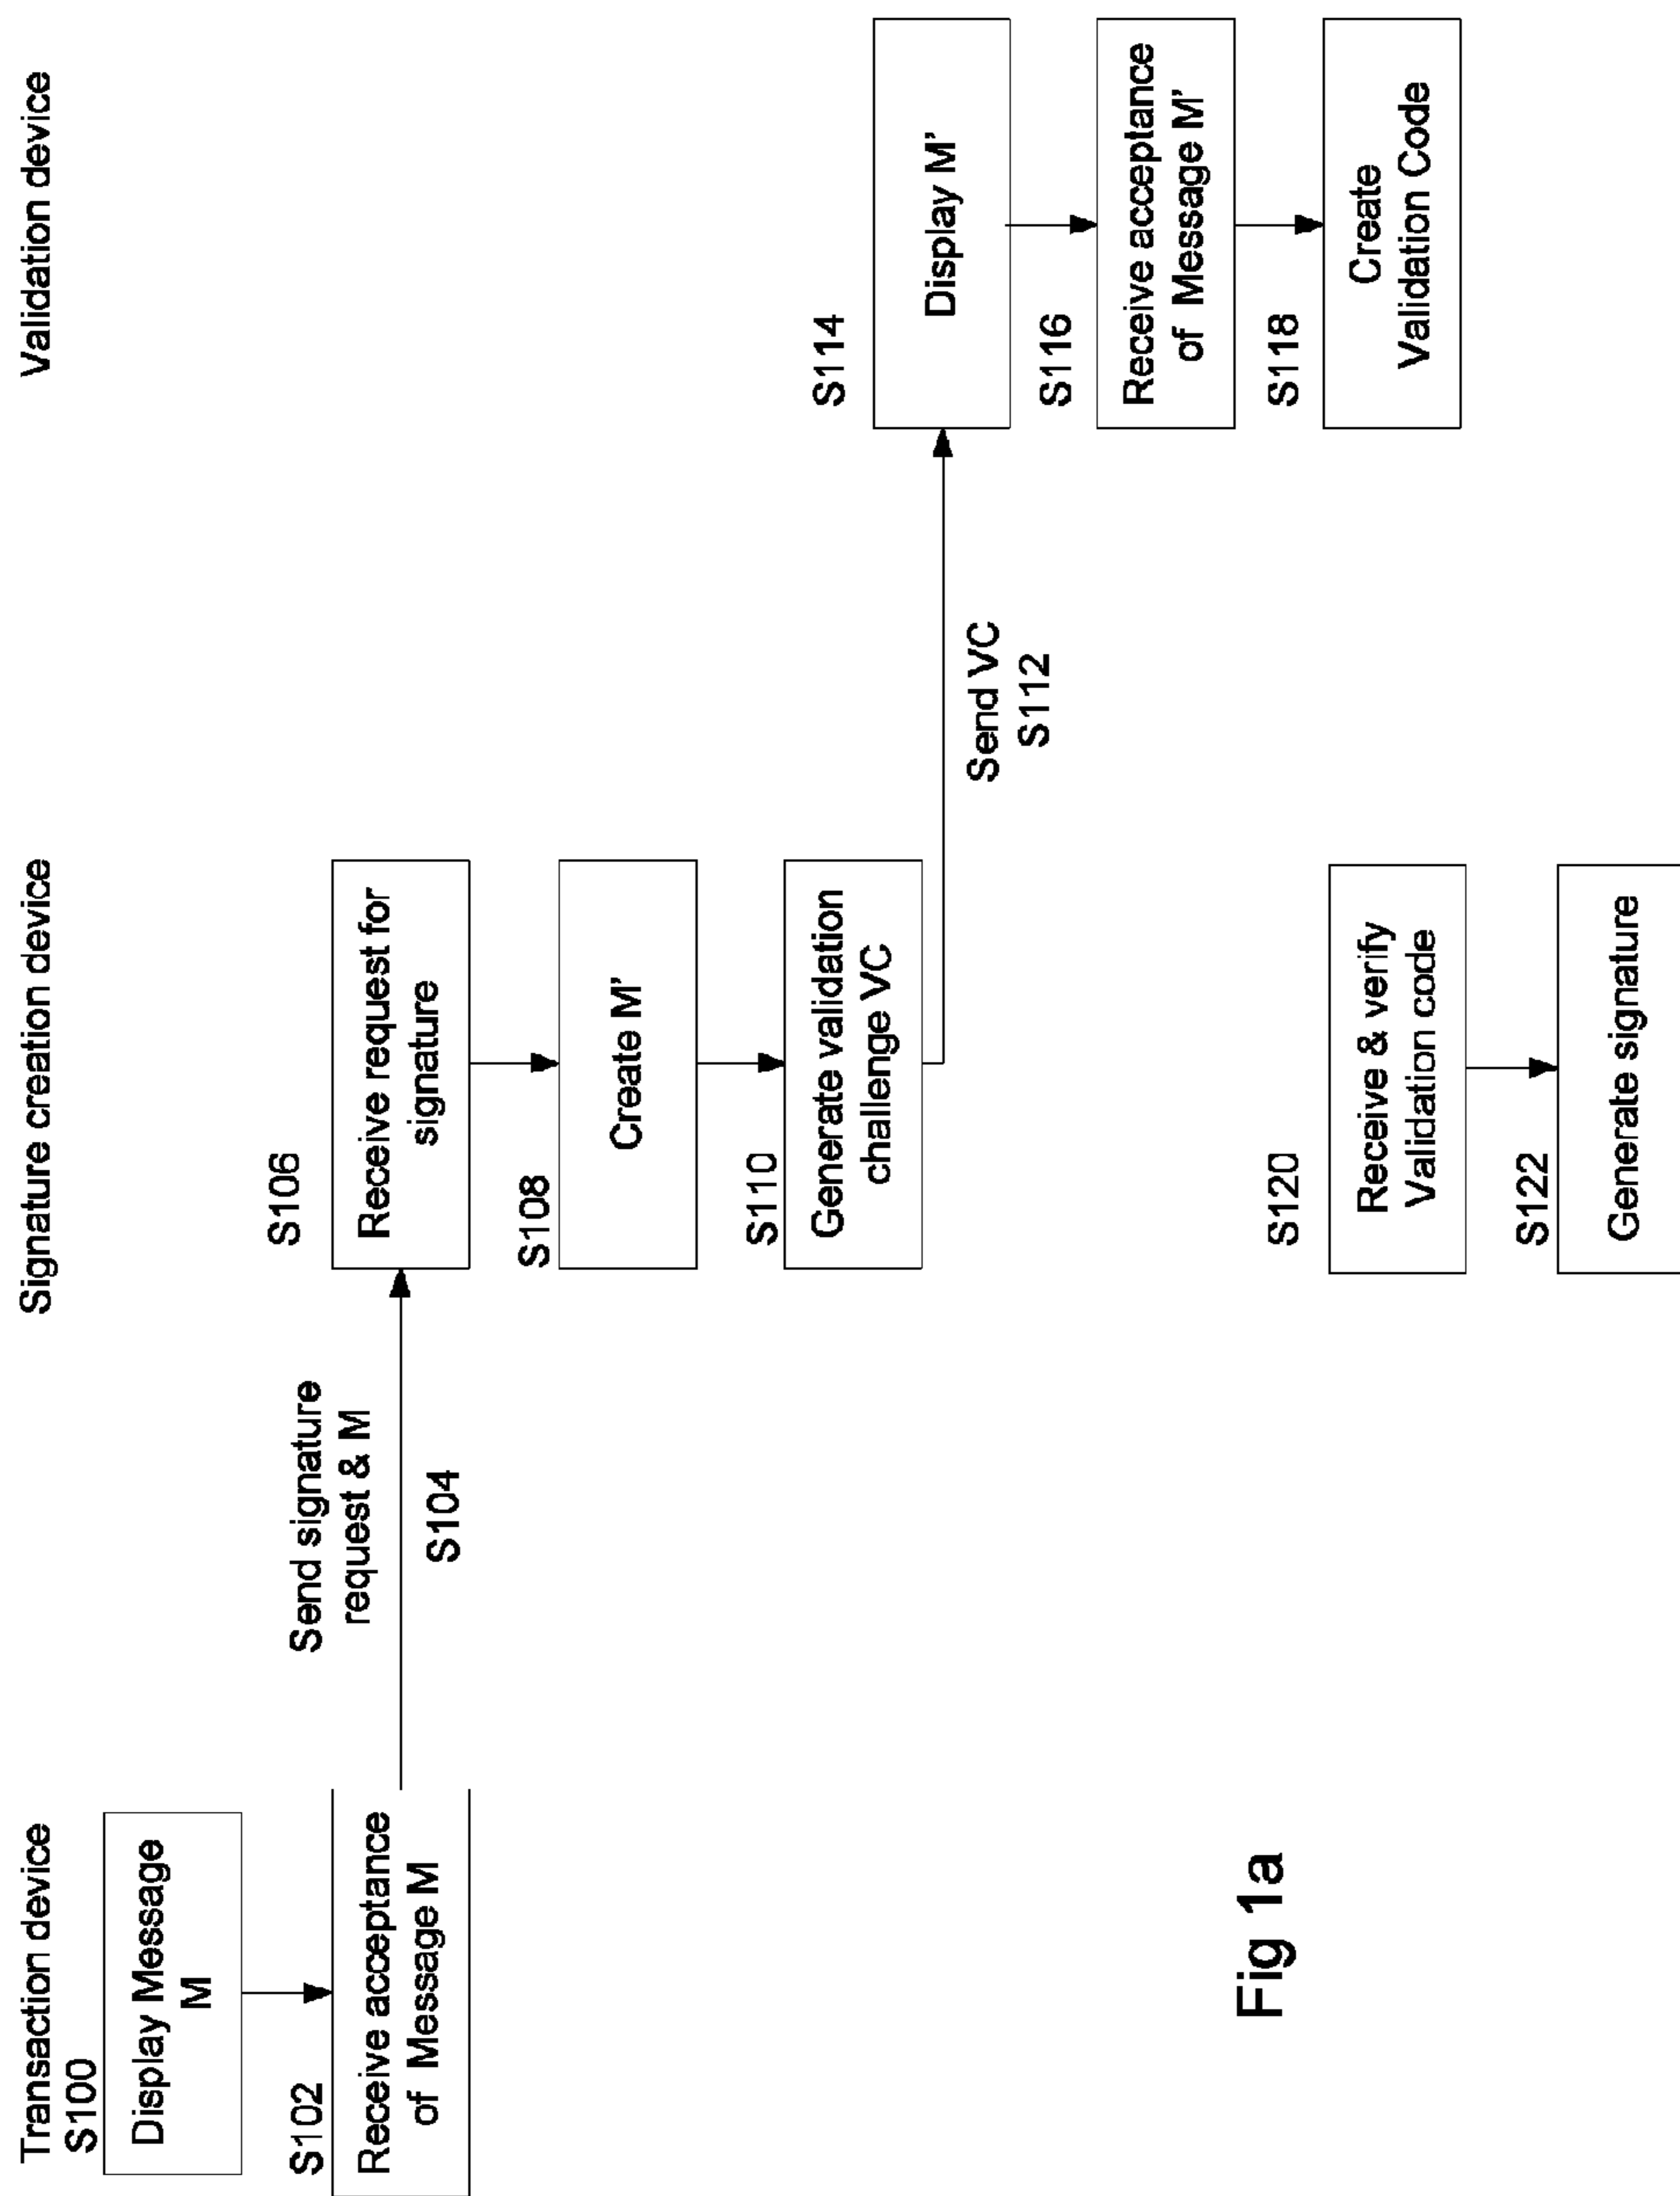 Transaction device
Signature creation device
Validation device
S100
Display Message
M
S102
Receive acceptance
of Message M
Send signature
request & M
S104
S106
Receive request for
signature
S108
Create M'
S110
Generate validation
challenge VC
Send VC
S112
S114
Display M'
S116
Receive acceptance
of Message M'
S118
Create
Validation Code
S120
Receive & verify
Validation code
S122
Generate signature
Fig 1a